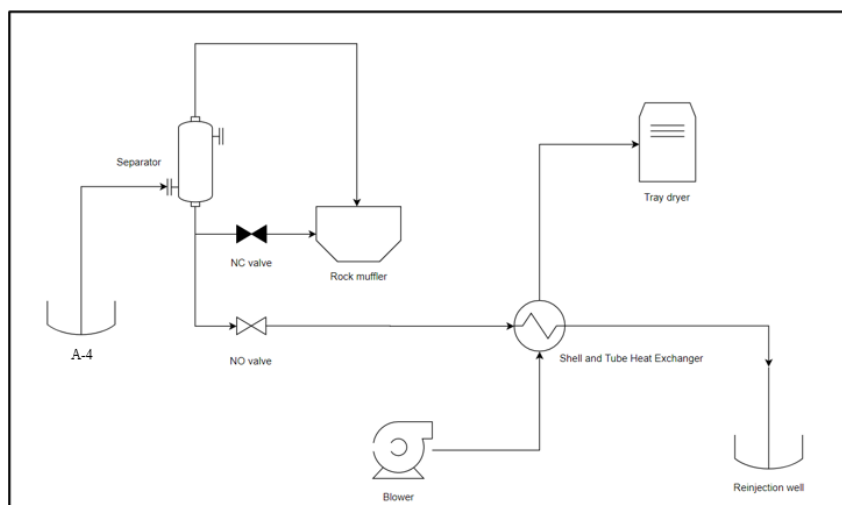 Separator
Tray dryer
NC valve
Rock muffler
A-4
NO valve
Shell and Tube Heat Exchanger
Blower
Reinjection well